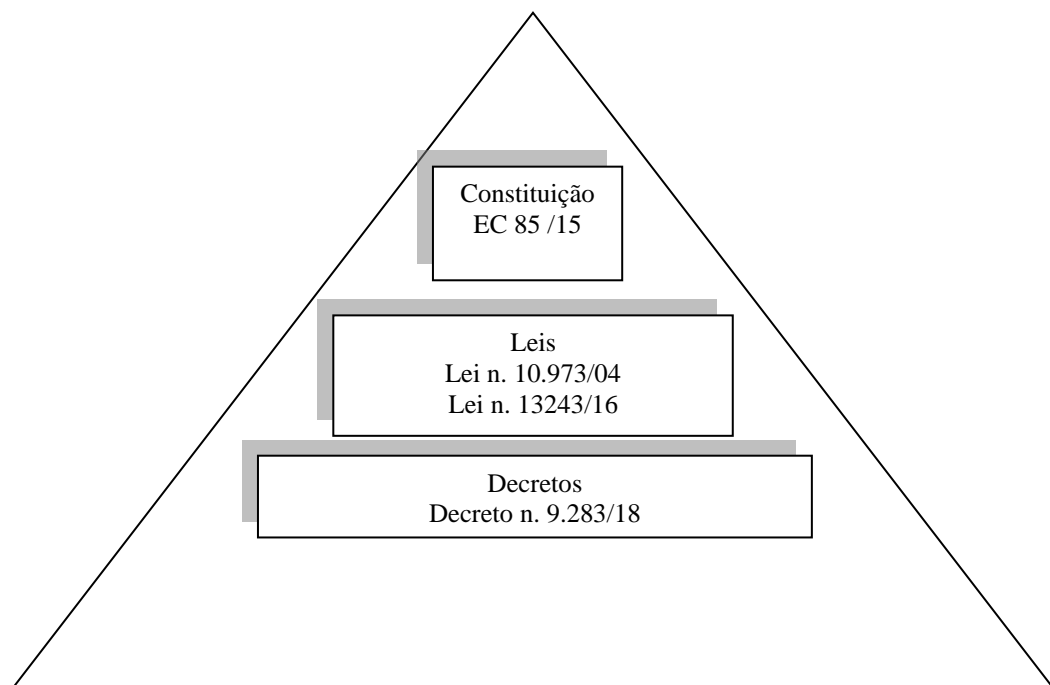 Constituição
EC 85 /15
Leis
Lei n. 10.973/04
Lei n. 13243/16
Decretos
Decreto n. 9.283/18